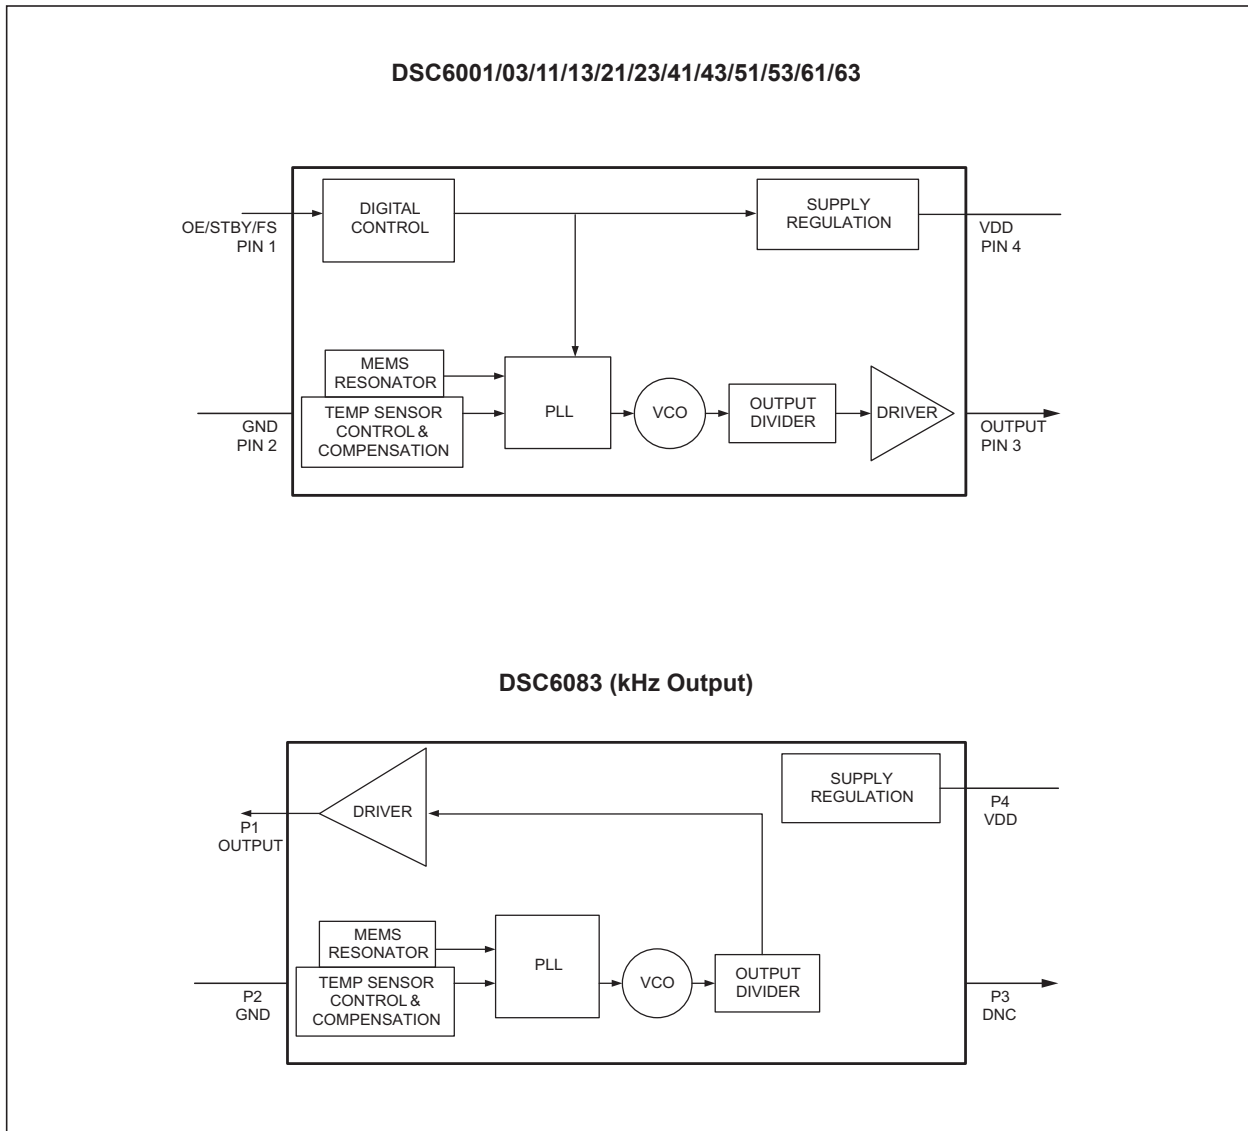 DSC6001/03/11/13/21/23/41/43/51/53/61/63
DIGITAL
CONTROL
SUPPLY
REGULATION
OE/STBY/FS
PIN 1
VDD
PIN 4
MEMS
RESONATOR
TEMP SENSOR
CONTROL &
COMPENSATION
PLL
VCO
OUTPUT
DIVIDER
DRIVER
GND
PIN 2
OUTPUT
PIN 3
DSC6083 (kHz Output)
DRIVER
SUPPLY
REGULATION
P1
OUTPUT
P4
VDD
MEMS
RESONATOR
TEMP SENSOR
CONTROL &
COMPENSATION
PLL
VCO
OUTPUT
DIVIDER
P2
GND
P3
DNC